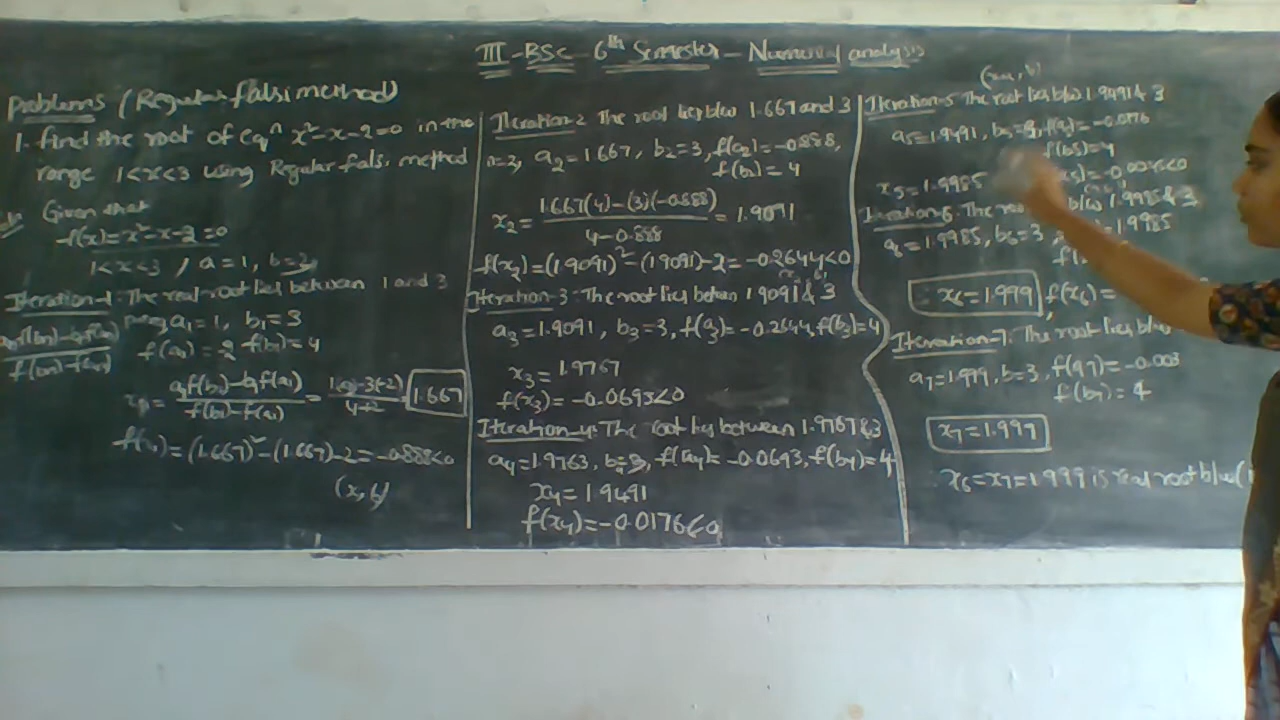 III - BSc - 6th Semester - Numerical analysis
Problems (Regular falsi method)
1. Find the root of Eqn x²-x-2=0 in the
range 1<x<3 using Regular falsi method
Sol: Given that
f(x)=x²-x-2=0
1<x<3, a=1, b=3
Iteration-1: The real root lies between 1 and 3
a₁=1, b₁=3
f(a₁)=-2 f(b₁)=4
x₁= a₁f(b₁)-b₁f(a₁) / f(b₁)-f(a₁) = 1(4)-3(-2) / 4+2 = 1.667
f(x₁)=(1.667)²-(1.667)-2=-0.888<0
(x, b)
Iteration-2 The root lies b/w 1.667 and 3
n=2, a₂=1.667, b₂=3, f(a₂)=-0.888,
f(b₂)=4
x₂= 1.667(4)-(3)(-0.888) / 4-0.888 = 1.9091
f(x₂)=(1.9091)²-(1.9091)-2=-0.2644<0
Iteration-3: The root lies betwn 1.9091 & 3
a₃=1.9091, b₃=3, f(a₃)=-0.2644, f(b₃)=4
x₃=1.9767
f(x₃)=-0.0693<0
Iteration-4: The root lies between 1.9767 & 3
a₄=1.9763, b₄=3, f(a₄)=-0.0693, f(b₄)=4
x₄=1.9491
f(x₄)=-0.0176<0
Iteration-5 The root lies b/w 1.9491 & 3
a₅=1.9491, b₅=3, f(a₅)=-0.0176
f(b₅)=4
x₅=1.9985
Iteration-6: The b/w 1.9985 & 3
a₆=1.9985, b₆=3, 1.9985
∴ x₆=1.999, f(x₆)=
Iteration-7: The root lies b/w
a₇=1.999, b=3, f(a₇)=-0.003
f(b₇)=4
x₇=1.999
x₆=x₇=1.999 is real root b/w (1